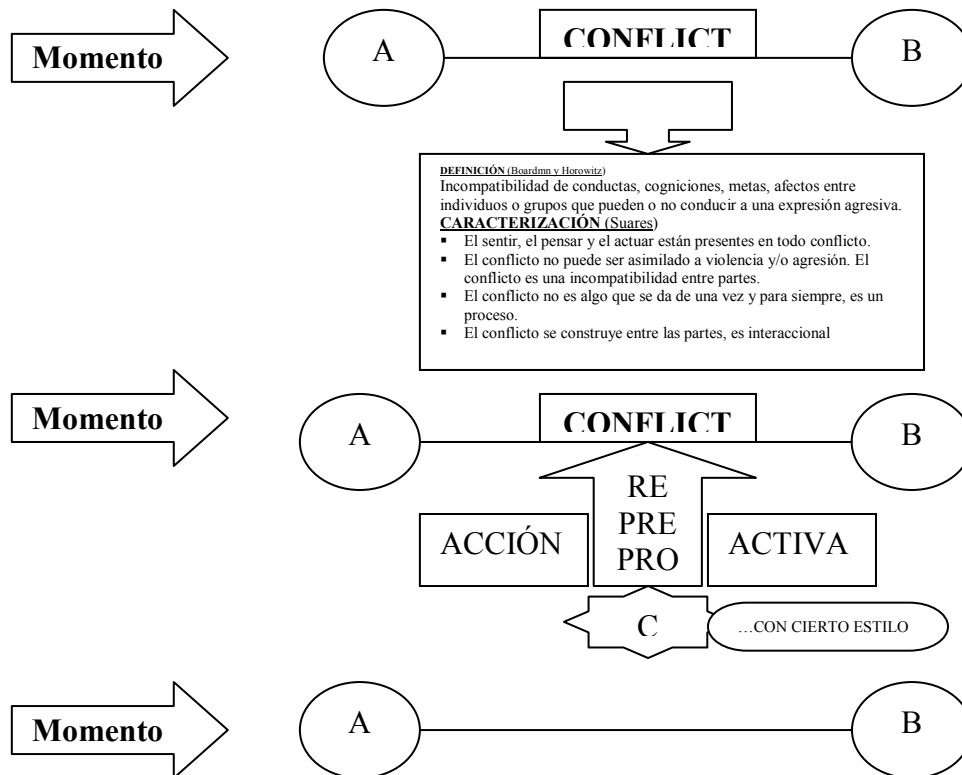 Momento
A
CONFLICT
B
DEFINICIÓN (Boardmn y Horowitz)
Incompatibilidad de conductas, cogniciones, metas, afectos entre
individuos o grupos que pueden o no conducir a una expresión agresiva.
CARACTERIZACIÓN (Suares)
▪ El sentir, el pensar y el actuar están presentes en todo conflicto.
▪ El conflicto no puede ser asimilado a violencia y/o agresión. El
conflicto es una incompatibilidad entre partes.
▪ El conflicto no es algo que se da de una vez y para siempre, es un
proceso.
▪ El conflicto se construye entre las partes, es interaccional
Momento
A
CONFLICT
B
RE
PRE
PRO
ACCIÓN
ACTIVA
C
…CON CIERTO ESTILO
Momento
A
B